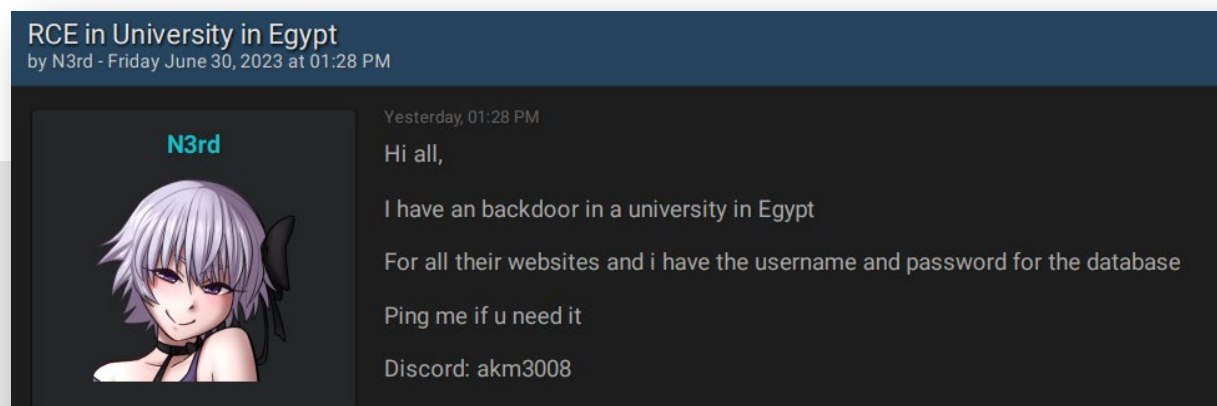 RCE in University in Egypt
by N3rd - Friday June 30, 2023 at 01:28 PM
N3rd
Yesterday, 01:28 PM
Hi all,
I have an backdoor in a university in Egypt
For all their websites and i have the username and password for the database
Ping me if u need it
Discord: akm3008